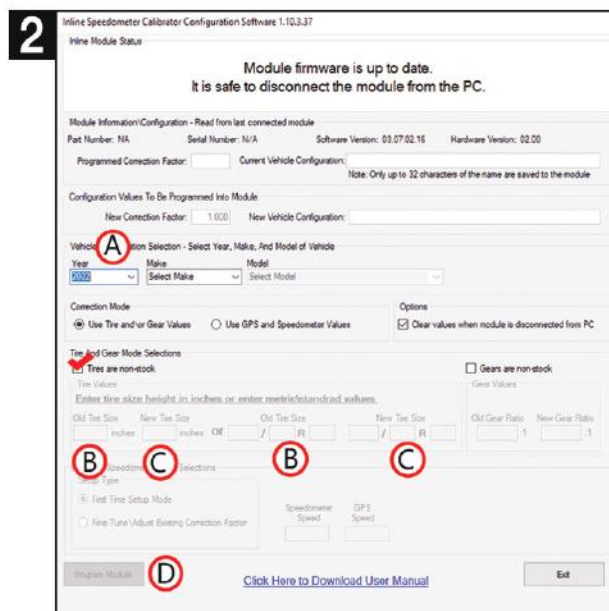 2
Inline Speedometer Calibrator Configuration Software 1.10.3.37
Inline Module Status
Module firmware is up to date.
It is safe to disconnect the module from the PC.
Module Information\Configuration - Read from last connected module
Part Number: NA Serial Number: N/A Software Version: 03.07.02.16 Hardware Version: 02.00
Programmed Correction Factor: Current Vehicle Configuration:
Note: Only up to 32 characters of the name are saved to the module
Configuration Values To Be Programmed Into Module
New Correction Factor: 1.000 New Vehicle Configuration:
A
Vehicle Selection - Select Year, Make, And Model of Vehicle
Year Make Model
2022 Select Make Select Model
Correction Mode Options
Use Tire and\or Gear Values Use GPS and Speedometer Values Clear values when module is disconnected from PC
Tire And Gear Mode Selections
Tires are non-stock Gears are non-stock
Tire Values Gear Values
Enter tire size height in inches or enter metric\standrad values
Old Tire Size New Tire Size Old Tire Size New Tire Size Old Gear Ratio New Gear Ratio
inches inches or / R / R :1 :1
B C B C
Speedometer Selections
Setup Type
First Time Setup Mode Speedometer Speed GPS Speed
Fine-Tune\Adjust Existing Correction Factor
Program Module D Click Here to Download User Manual Exit